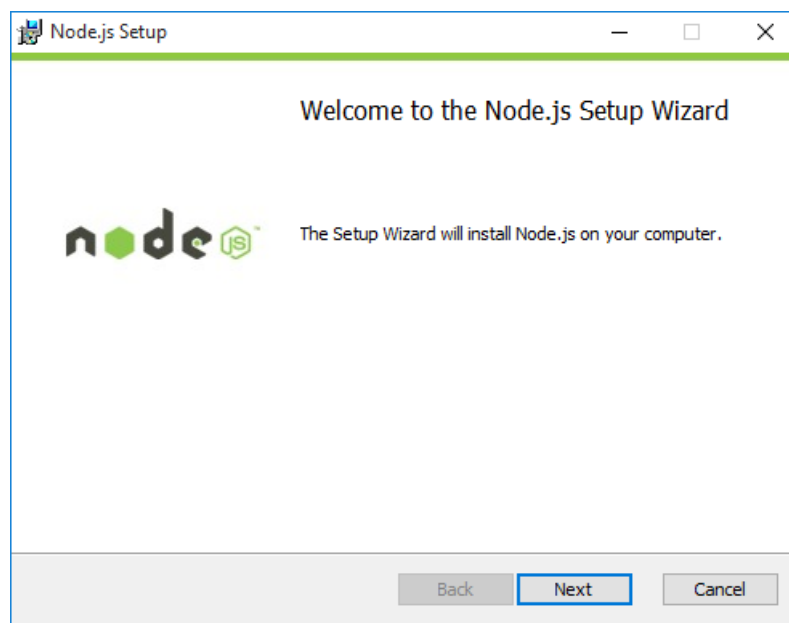 Node.js Setup
Welcome to the Node.js Setup Wizard
node JS™
The Setup Wizard will install Node.js on your computer.
Back Next Cancel